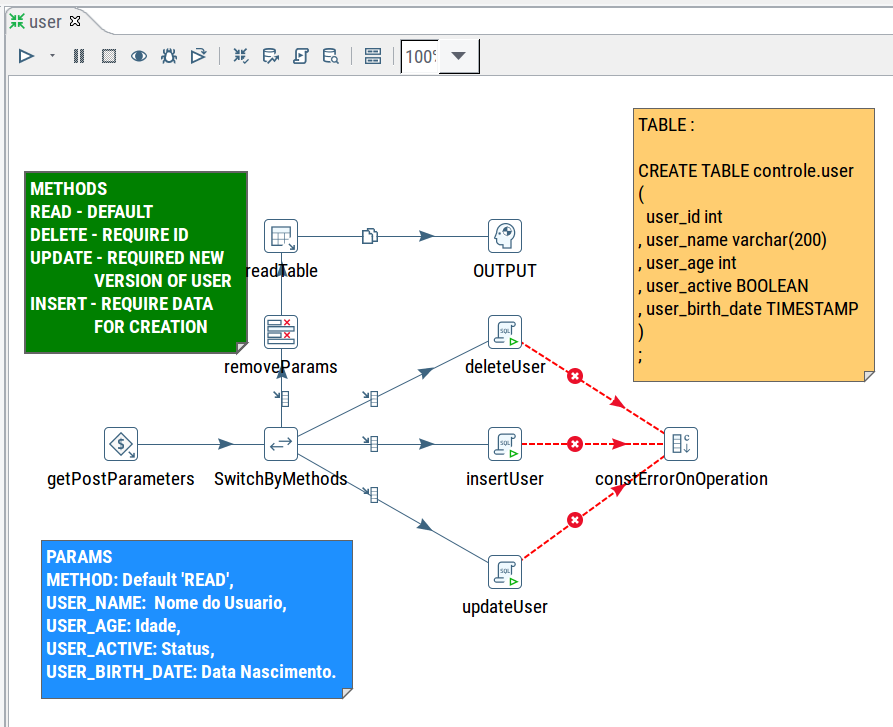 user
100%
TABLE :
CREATE TABLE controle.user
(
user_id int
, user_name varchar(200)
, user_age int
, user_active BOOLEAN
, user_birth_date TIMESTAMP
)
;
METHODS
READ - DEFAULT
DELETE - REQUIRE ID
UPDATE - REQUIRED NEW
VERSION OF USER
INSERT - REQUIRE DATA
FOR CREATION
readTable
OUTPUT
removeParams
SQL
deleteUser
getPostParameters
SwitchByMethods
SQL
insertUser
C
constErrorOnOperation
SQL
updateUser
PARAMS
METHOD: Default 'READ',
USER_NAME:  Nome do Usuario,
USER_AGE: Idade,
USER_ACTIVE: Status,
USER_BIRTH_DATE: Data Nascimento.